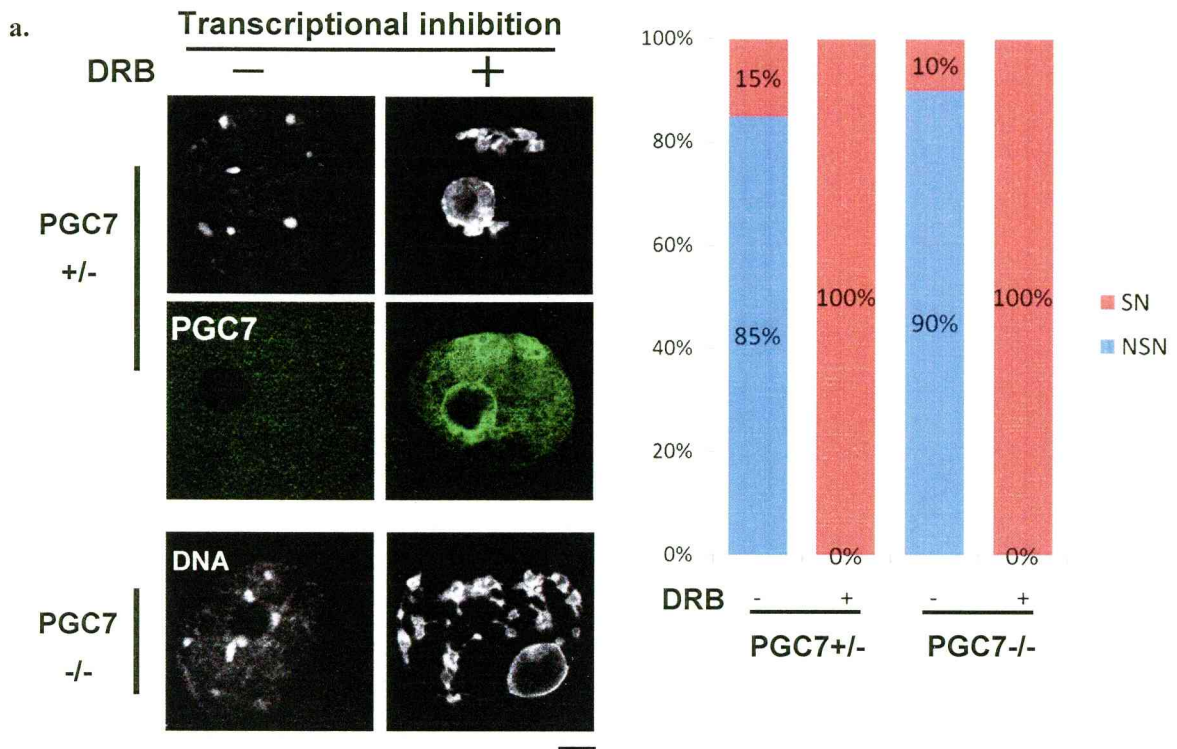 a.
Transcriptional inhibition
DRB − +
PGC7
+/-
PGC7
DNA
PGC7
-/-
100%
80%
60%
40%
20%
0%
15% 10%
100% 100%
85% 90%
0% 0%
SN
NSN
DRB - + - +
PGC7+/- PGC7-/-